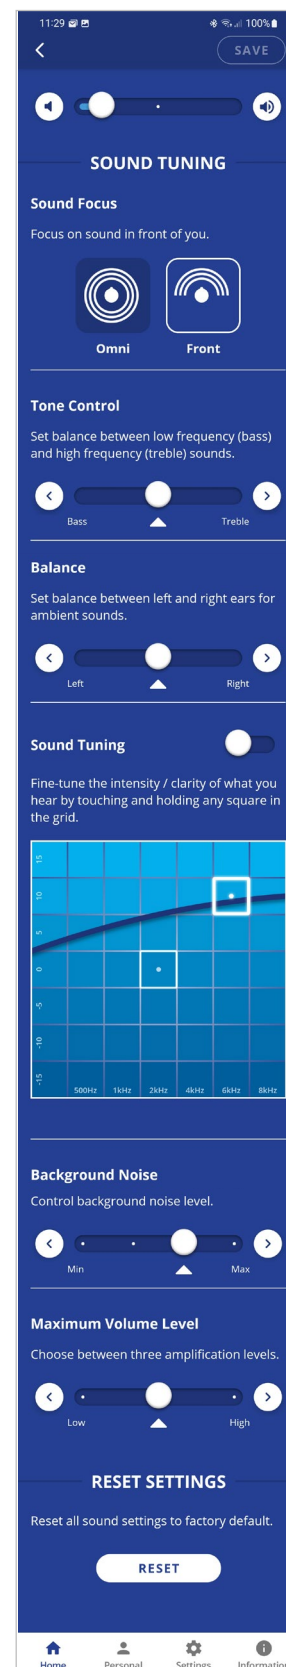 11:29
100%
SAVE
SOUND TUNING
Sound Focus
Focus on sound in front of you.
Omni Front
Tone Control
Set balance between low frequency (bass)
and high frequency (treble) sounds.
Bass Treble
Balance
Set balance between left and right ears for
ambient sounds.
Left Right
Sound Tuning
Fine-tune the intensity / clarity of what you
hear by touching and holding any square in
the grid.
15
10
5
0
-5
-10
-15
500Hz 1kHz 2kHz 4kHz 6kHz 8kHz
Background Noise
Control background noise level.
Min Max
Maximum Volume Level
Choose between three amplification levels.
Low High
RESET SETTINGS
Reset all sound settings to factory default.
RESET
Home Personal Settings Information